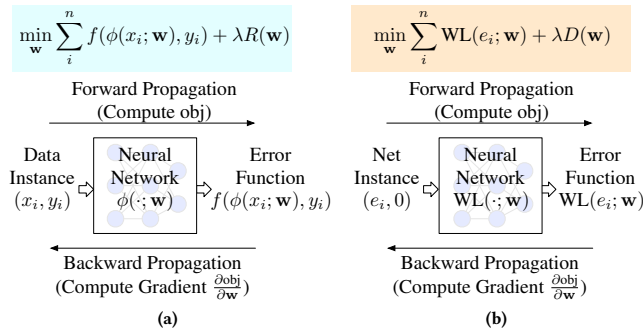 min_w Σ_i^n f(φ(x_i; w), y_i) + λR(w)
Forward Propagation
(Compute obj)
Data
Instance
(x_i, y_i)
Neural
Network
φ(·; w)
Error
Function
f(φ(x_i; w), y_i)
Backward Propagation
(Compute Gradient ∂obj/∂w)
(a)
min_w Σ_i^n WL(e_i; w) + λD(w)
Forward Propagation
(Compute obj)
Net
Instance
(e_i, 0)
Neural
Network
WL(·; w)
Error
Function
WL(e_i; w)
Backward Propagation
(Compute Gradient ∂obj/∂w)
(b)